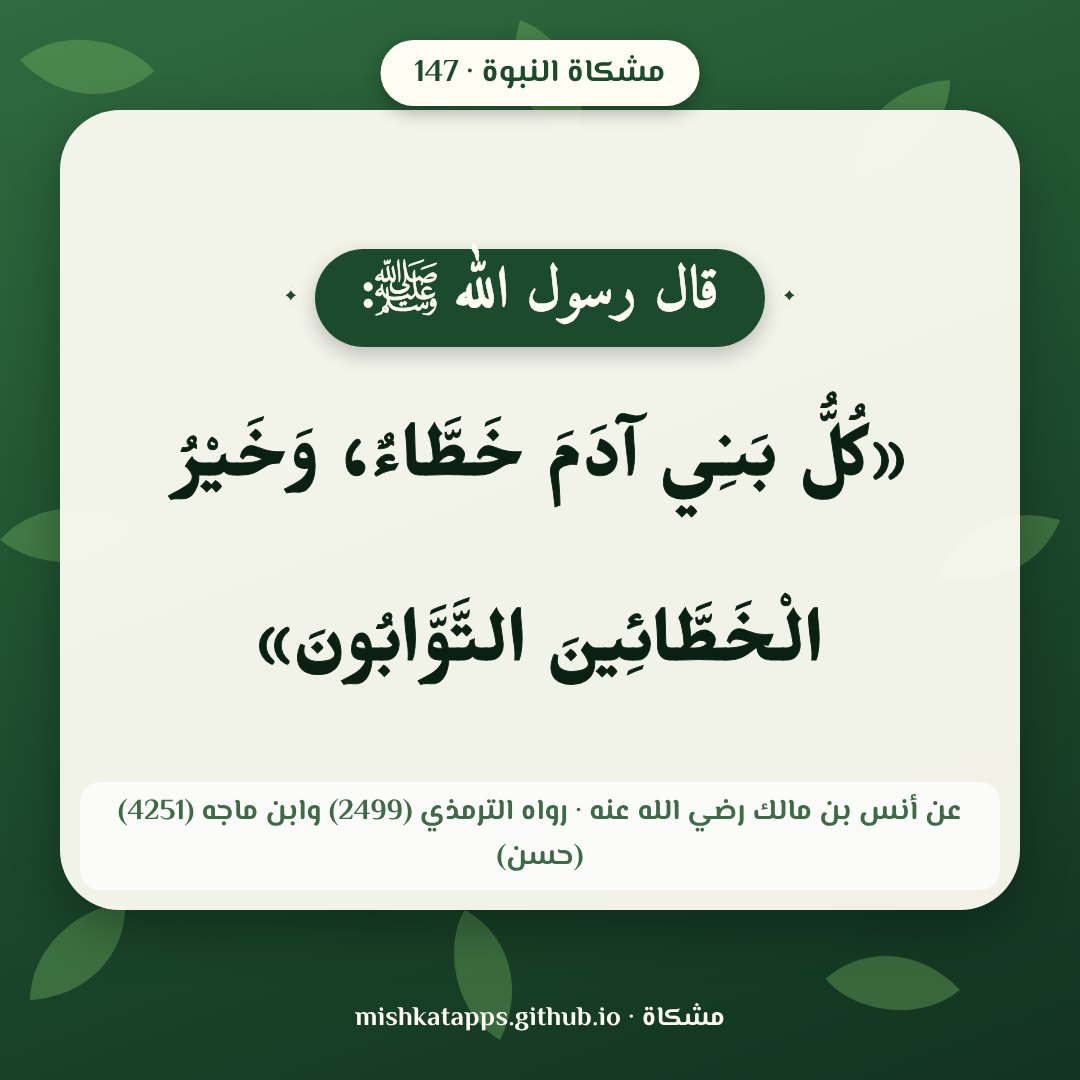 مشكاة النبوة · 147
قال رسول الله ﷺ:
«كُلُّ بَنِي آدَمَ خَطَّاءٌ، وَخَيْرُ
الْخَطَّائِينَ التَّوَّابُونَ»
عن أنس بن مالك رضي الله عنه · رواه الترمذي (2499) وابن ماجه (4251)
(حسن)
مشكاة · mishkatapps.github.io